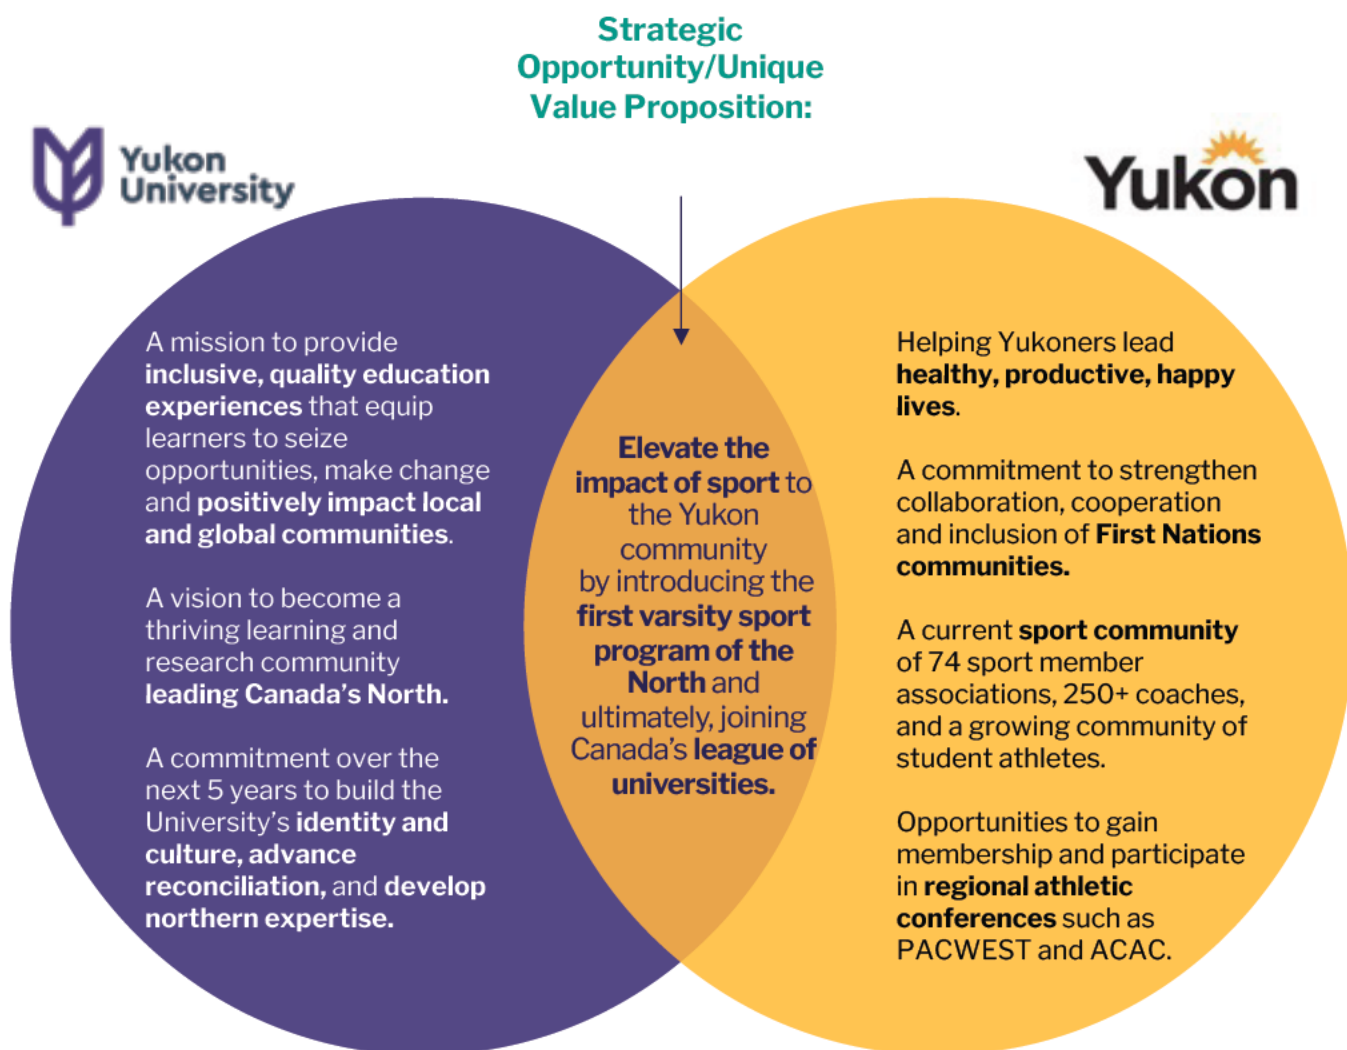 Strategic
Opportunity/Unique
Value Proposition:
Yukon
University
Yukon
A mission to provide
inclusive, quality education
experiences that equip
learners to seize
opportunities, make change
and positively impact local
and global communities.
A vision to become a
thriving learning and
research community
leading Canada’s North.
A commitment over the
next 5 years to build the
University’s identity and
culture, advance
reconciliation, and develop
northern expertise.
Elevate the
impact of sport to
the Yukon
community
by introducing the
first varsity sport
program of the
North and
ultimately, joining
Canada’s league of
universities.
Helping Yukoners lead
healthy, productive, happy
lives.
A commitment to strengthen
collaboration, cooperation
and inclusion of First Nations
communities.
A current sport community
of 74 sport member
associations, 250+ coaches,
and a growing community of
student athletes.
Opportunities to gain
membership and participate
in regional athletic
conferences such as
PACWEST and ACAC.